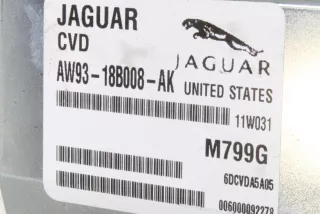 JAGUAR
CVD
JAGUAR
AW93-18B008-AK UNITED STATES
11W031
M799G
6DCVDA5A05
006000092278